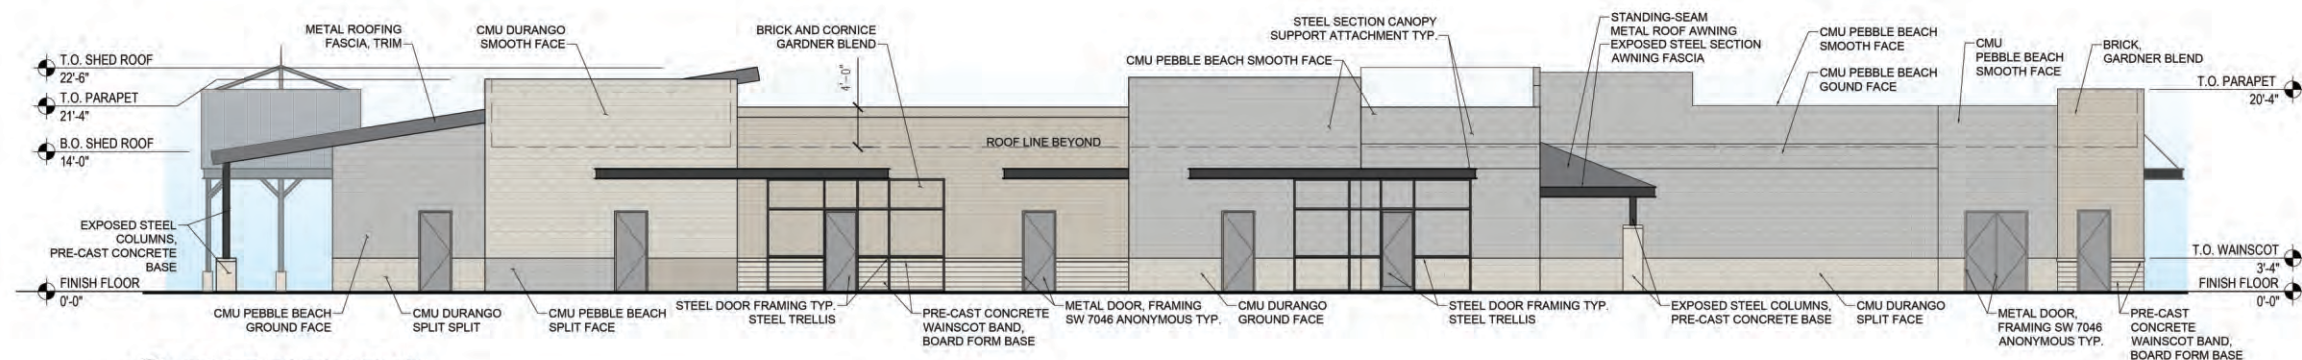 T.O. SHED ROOF
22'-6"
T.O. PARAPET
21'-4"
B.O. SHED ROOF
14'-0"
EXPOSED STEEL
COLUMNS,
PRE-CAST CONCRETE
BASE
FINISH FLOOR
0'-0"
METAL ROOFING
FASCIA, TRIM
CMU DURANGO
SMOOTH FACE
BRICK AND CORNICE
GARDNER BLEND
4'-0"
ROOF LINE BEYOND
STEEL SECTION CANOPY
SUPPORT ATTACHMENT TYP.
CMU PEBBLE BEACH SMOOTH FACE
STANDING-SEAM
METAL ROOF AWNING
EXPOSED STEEL SECTION
AWNING FASCIA
CMU PEBBLE BEACH
SMOOTH FACE
CMU PEBBLE BEACH
GOUND FACE
CMU
PEBBLE BEACH
SMOOTH FACE
BRICK,
GARDNER BLEND
T.O. PARAPET
20'-4"
T.O. WAINSCOT
3'-4"
FINISH FLOOR
0'-0"
CMU PEBBLE BEACH
GROUND FACE
CMU DURANGO
SPLIT SPLIT
CMU PEBBLE BEACH
SPLIT FACE
STEEL DOOR FRAMING TYP.
STEEL TRELLIS
PRE-CAST CONCRETE
WAINSCOT BAND,
BOARD FORM BASE
METAL DOOR, FRAMING
SW 7046 ANONYMOUS TYP.
CMU DURANGO
GROUND FACE
STEEL DOOR FRAMING TYP.
STEEL TRELLIS
EXPOSED STEEL COLUMNS,
PRE-CAST CONCRETE BASE
CMU DURANGO
SPLIT FACE
METAL DOOR,
FRAMING SW 7046
ANONYMOUS TYP.
PRE-CAST
CONCRETE
WAINSCOT BAND,
BOARD FORM BASE